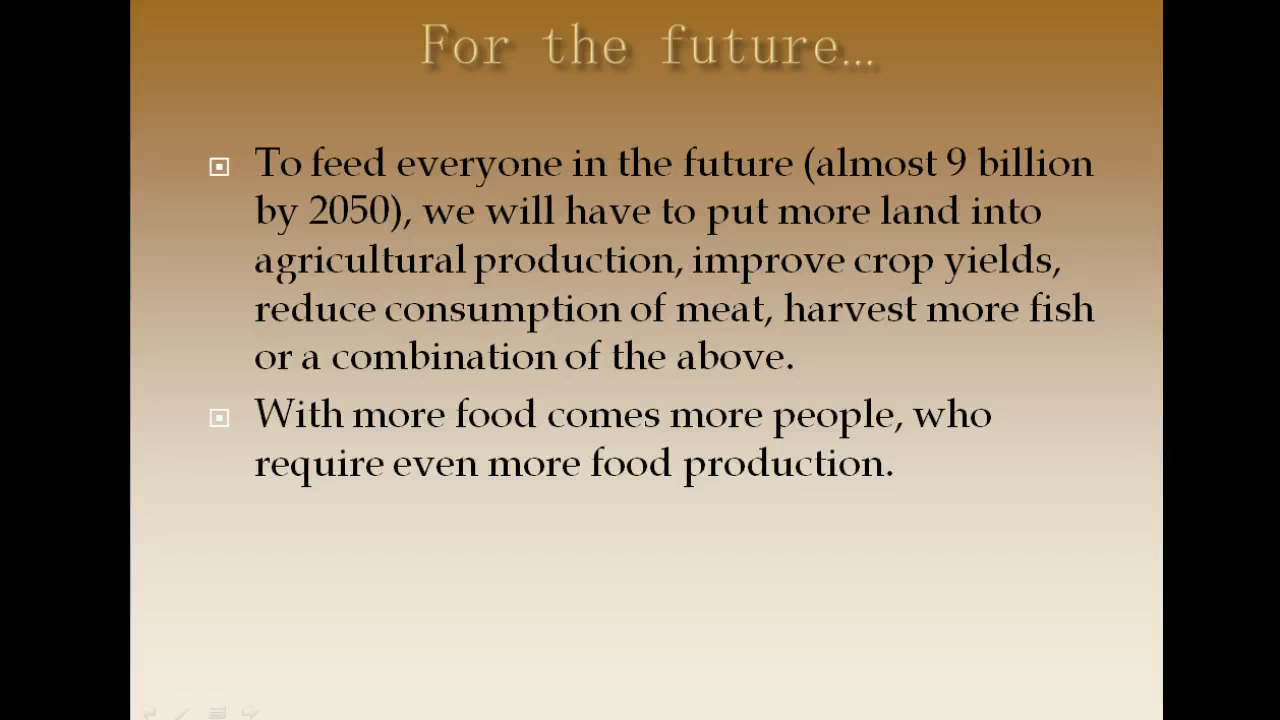 For the future…
To feed everyone in the future (almost 9 billion
by 2050), we will have to put more land into
agricultural production, improve crop yields,
reduce consumption of meat, harvest more fish
or a combination of the above.
With more food comes more people, who
require even more food production.